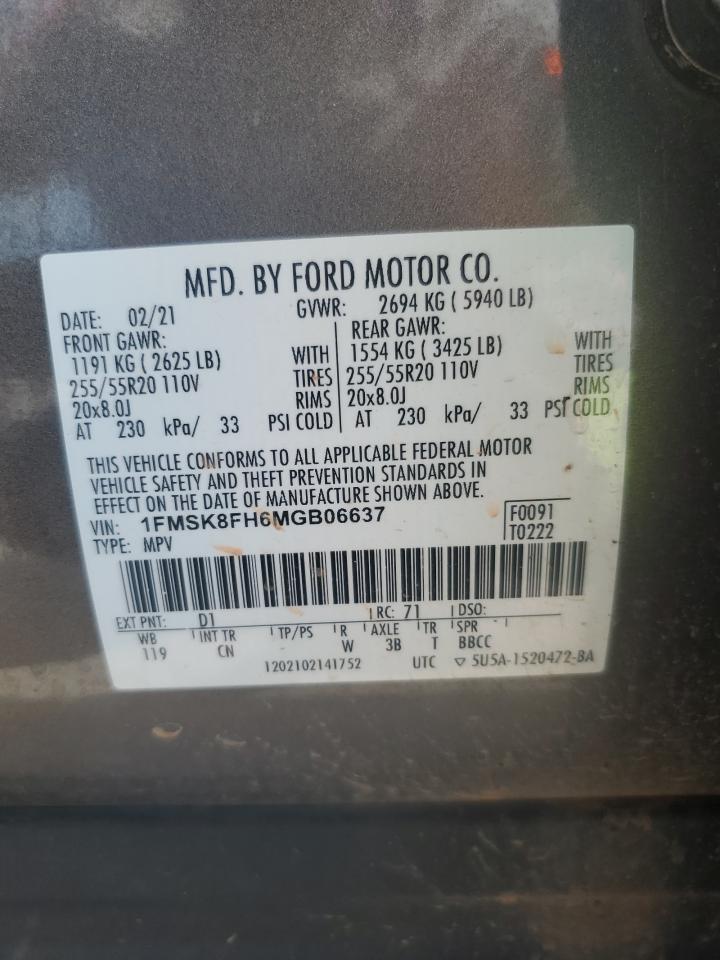 MFD. BY FORD MOTOR CO.
DATE: 02/21 GVWR: 2694 KG ( 5940 LB)
FRONT GAWR: REAR GAWR:
1191 KG ( 2625 LB) WITH 1554 KG ( 3425 LB) WITH
255/55R20 110V TIRES 255/55R20 110V TIRES
20x8.0J RIMS 20x8.0J RIMS
AT 230 kPa/ 33 PSI COLD AT 230 kPa/ 33 PSI COLD
THIS VEHICLE CONFORMS TO ALL APPLICABLE FEDERAL MOTOR
VEHICLE SAFETY AND THEFT PREVENTION STANDARDS IN
EFFECT ON THE DATE OF MANUFACTURE SHOWN ABOVE.
VIN: 1FMSK8FH6MGB06637 F0091
TYPE: MPV T0222
EXT PNT: D1 RC: 71 DSO:
WB INT TR TP/PS R AXLE TR SPR
119 CN W 3B T BBCC
1202102141752 UTC ▽ 5U5A-1520472-BA